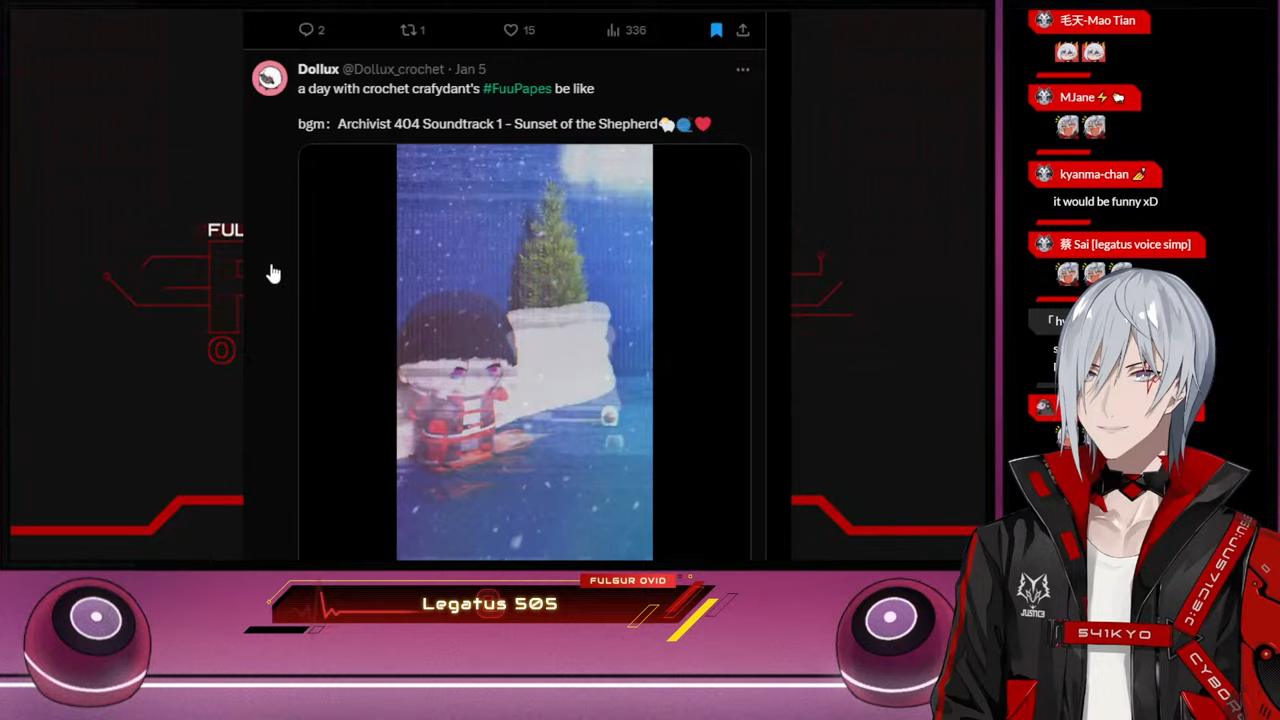 2 1 15 336
Dollux @Dollux_crochet · Jan 5
a day with crochet crafydant's #FuuPapes be like
bgm： Archivist 404 Soundtrack 1 - Sunset of the Shepherd🐑🧶❤️
FUL
毛天-Mao Tian
MJane⚡🐑
kyanma-chan
it would be funny xD
蔡 Sai [legatus voice simp]
FULGUR OVID
Legatus 505
JUSTIC3
541KYO
CYBOR